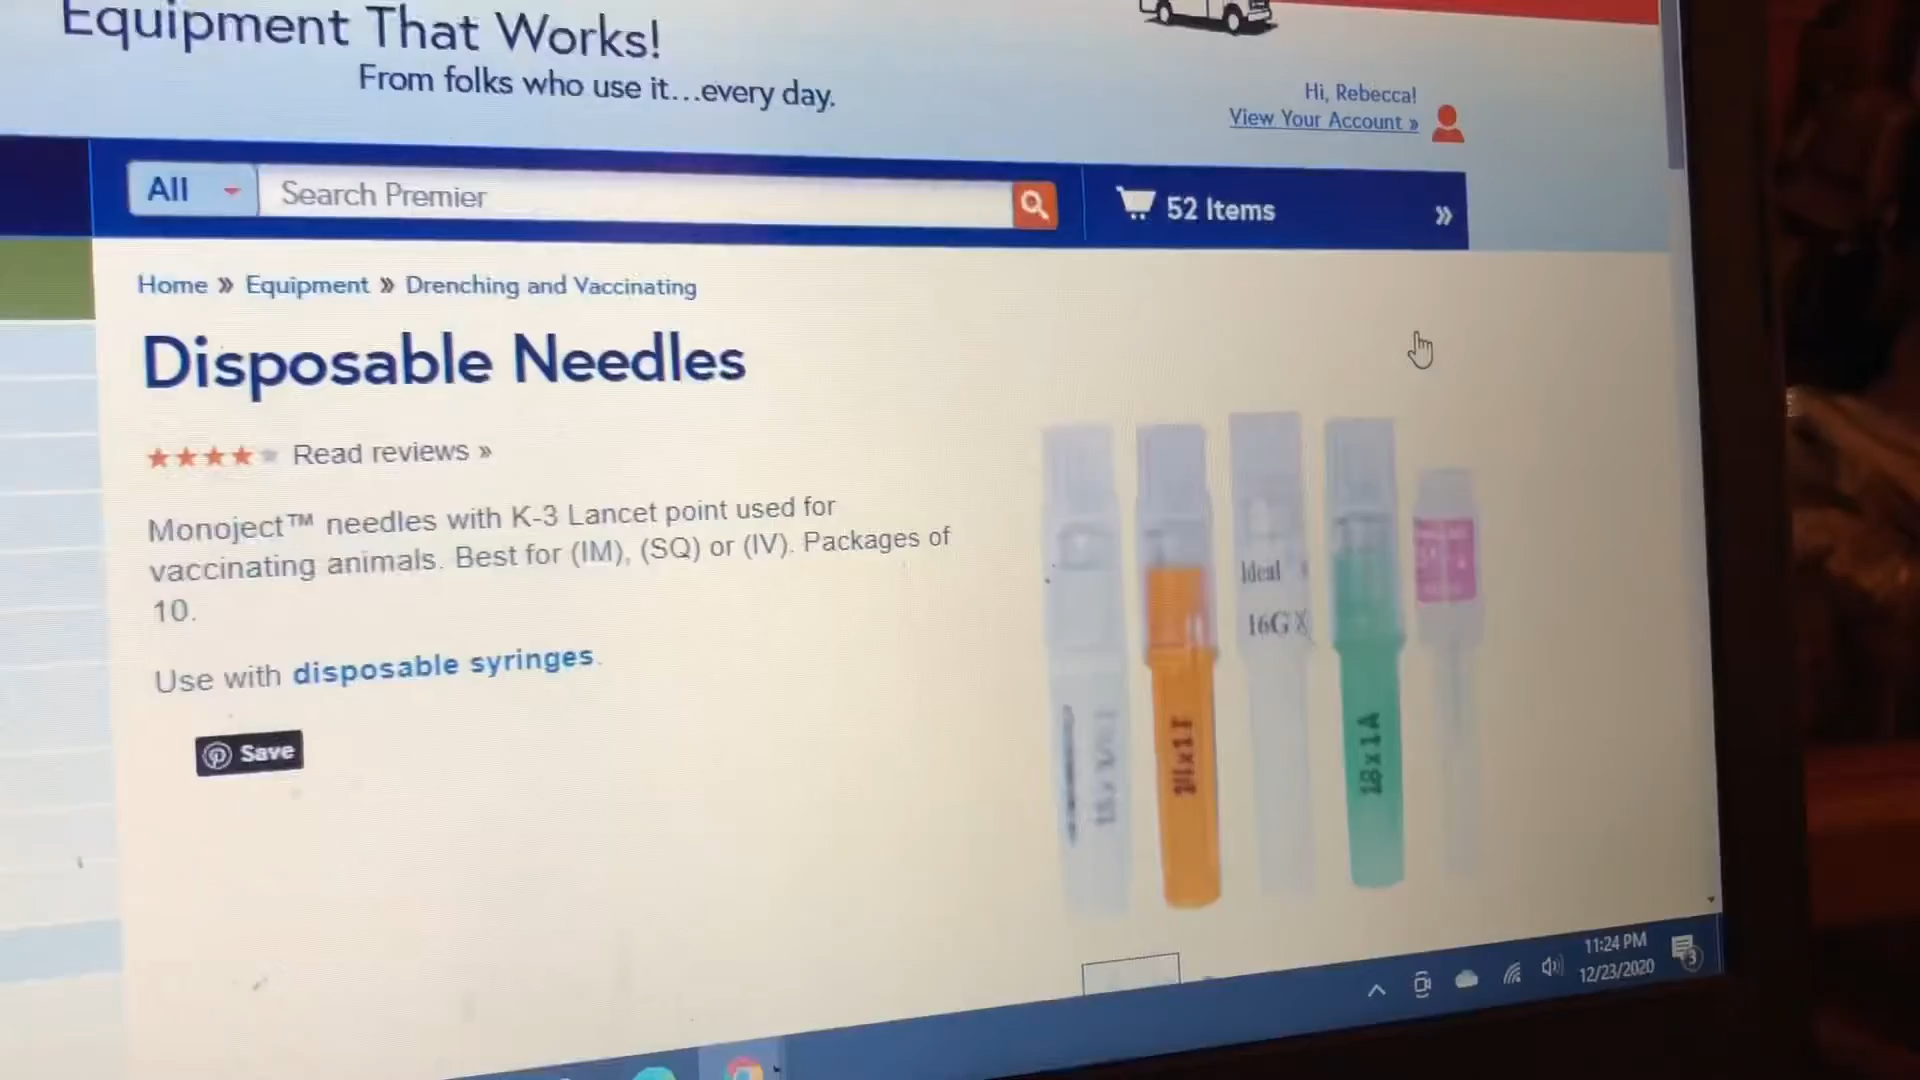 Equipment That Works!
From folks who use it...every day.
Hi, Rebecca!
View Your Account »
All
Search Premier
52 Items »
Home » Equipment » Drenching and Vaccinating
Disposable Needles
Read reviews »
Monoject™ needles with K-3 Lancet point used for
vaccinating animals. Best for (IM), (SQ) or (IV). Packages of
10.
Use with disposable syringes.
Save
Ideal
16G X
18 x 1 A
11:24 PM
12/23/2020
3